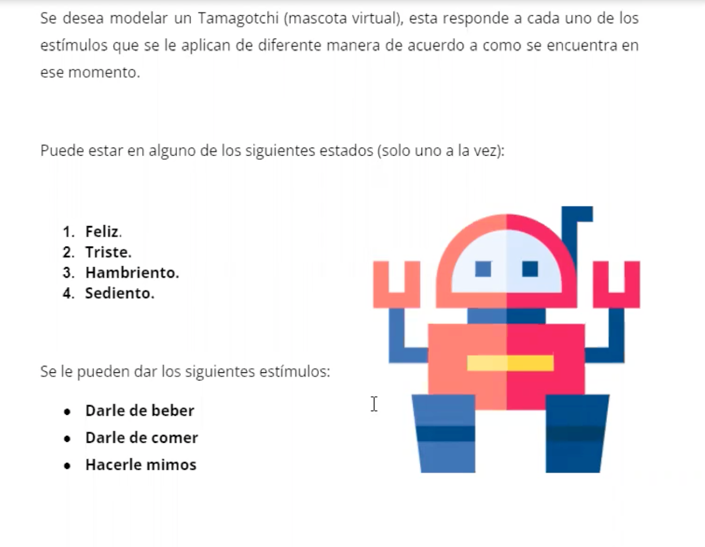 Se desea modelar un Tamagotchi (mascota virtual), esta responde a cada uno de los
estímulos que se le aplican de diferente manera de acuerdo a como se encuentra en
ese momento.
Puede estar en alguno de los siguientes estados (solo uno a la vez):
1. Feliz.
2. Triste.
3. Hambriento.
4. Sediento.
Se le pueden dar los siguientes estímulos:
• Darle de beber
• Darle de comer
• Hacerle mimos